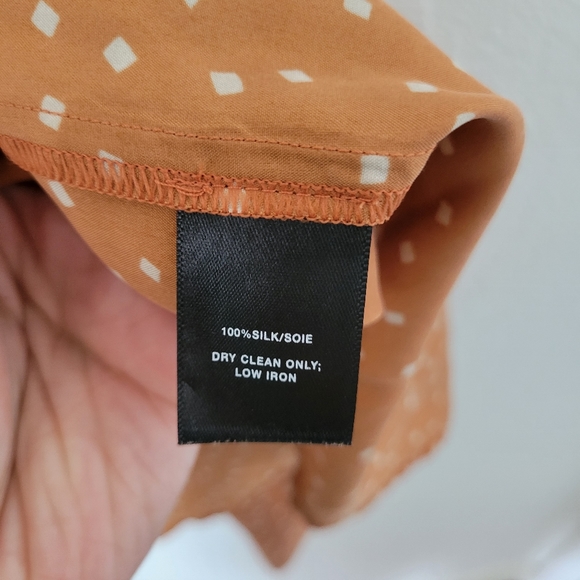 100%SILK/SOIE
DRY CLEAN ONLY;
LOW IRON